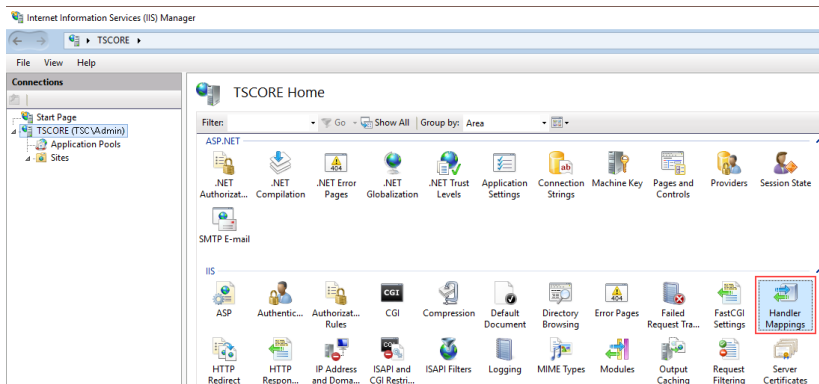 Internet Information Services (IIS) Manager
TSCORE
File View Help
Connections
Start Page
TSCORE (TSC\Admin)
Application Pools
Sites
TSCORE Home
Filter: Go Show All Group by: Area
ASP.NET
.NET .NET .NET Error .NET .NET Trust Application Connection Machine Key Pages and Providers Session State
Authorizat... Compilation Pages Globalization Levels Settings Strings Controls
SMTP E-mail
IIS
ASP Authentic... Authorizat... CGI Compression Default Directory Error Pages Failed FastCGI Handler
Rules Document Browsing Request Tra... Settings Mappings
HTTP HTTP IP Address ISAPI and ISAPI Filters Logging MIME Types Modules Output Request Server
Redirect Respon... and Doma... CGI Restri... Caching Filtering Certificates